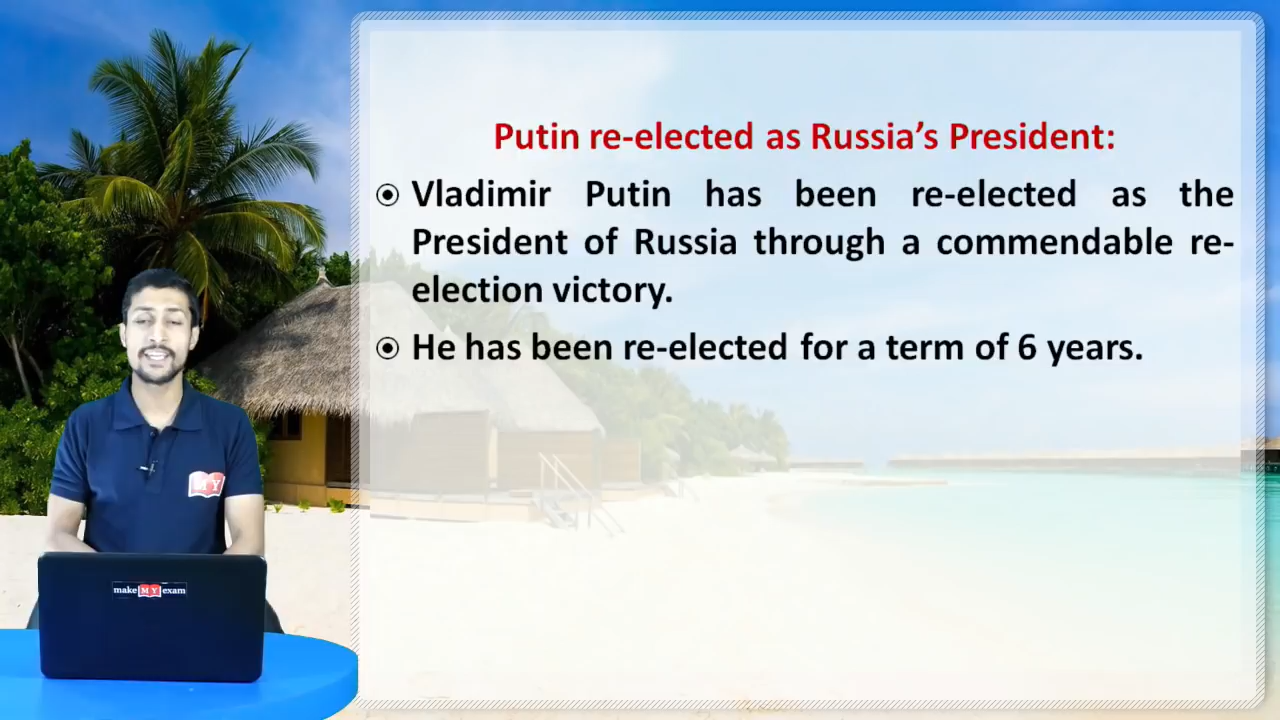 Putin re-elected as Russia's President:
Vladimir Putin has been re-elected as the
President of Russia through a commendable re-
election victory.
He has been re-elected for a term of 6 years.
MY
make MY exam